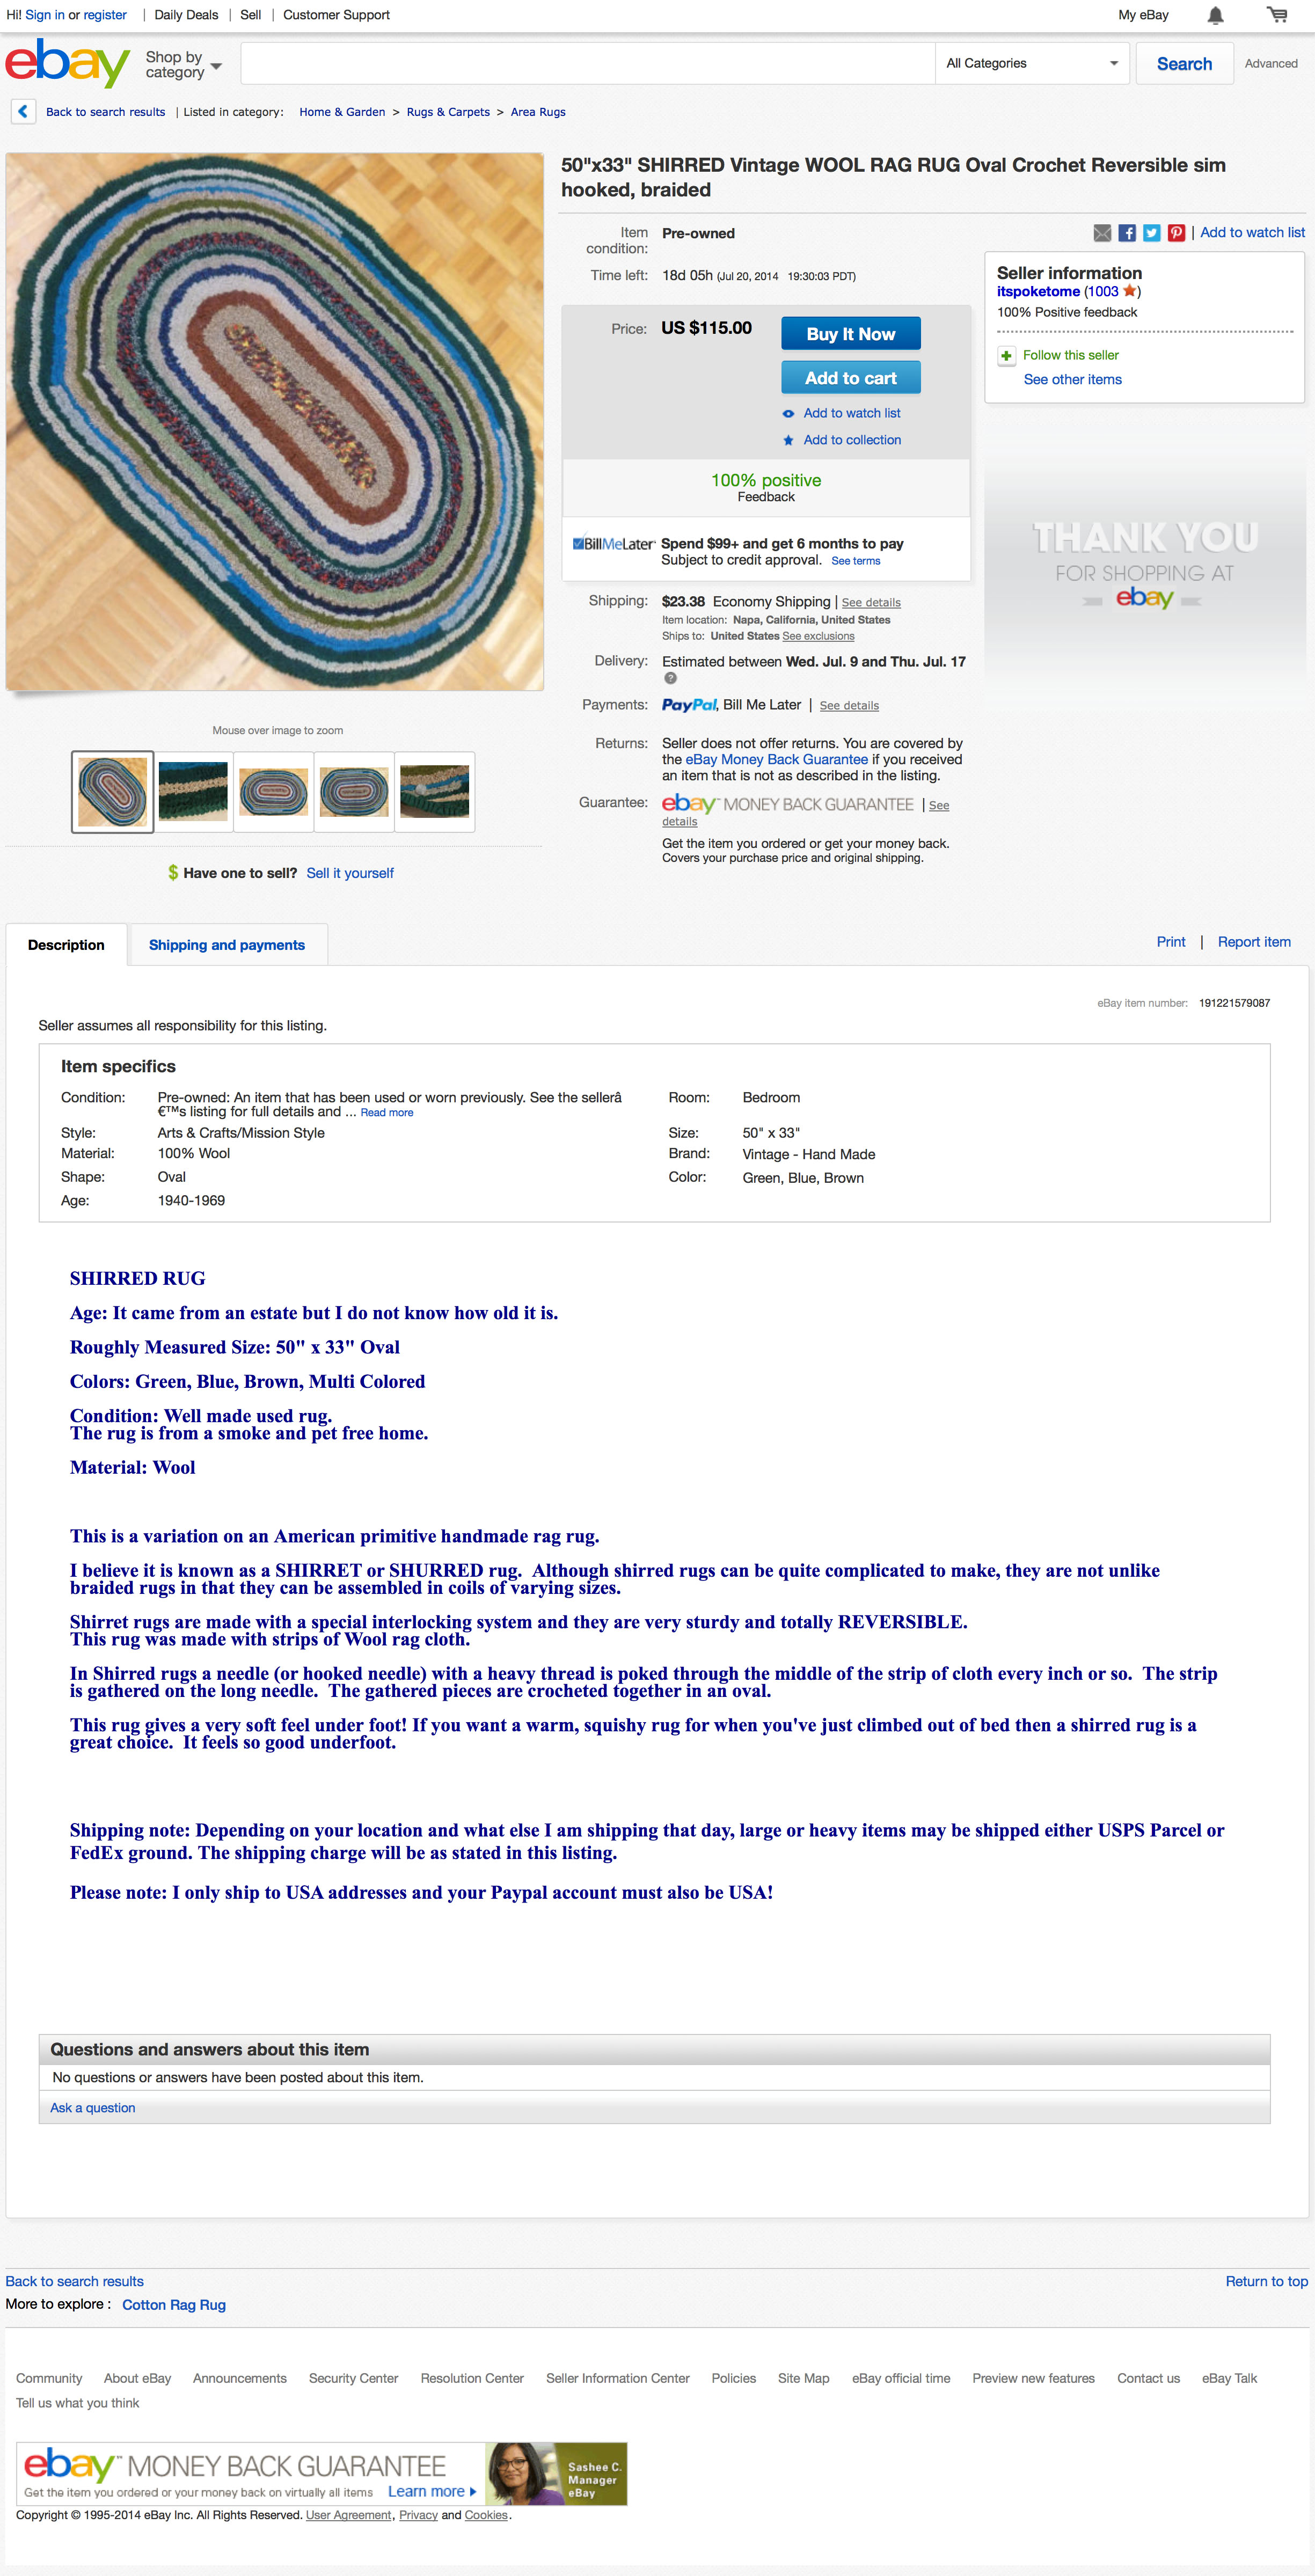 Hi! Sign in or register | Daily Deals | Sell | Customer Support My eBay
ebay Shop by category All Categories Search Advanced
Back to search results | Listed in category: Home & Garden > Rugs & Carpets > Area Rugs
50"x33" SHIRRED Vintage WOOL RAG RUG Oval Crochet Reversible sim
hooked, braided
| Add to watch list
Item condition: Pre-owned
Time left: 18d 05h (Jul 20, 2014 19:30:03 PDT)
Price: US $115.00
Buy It Now
Add to cart
Add to watch list
Add to collection
100% positive
Feedback
BillMeLater Spend $99+ and get 6 months to pay
Subject to credit approval. See terms
Shipping: $23.38 Economy Shipping | See details
Item location: Napa, California, United States
Ships to: United States See exclusions
Delivery: Estimated between Wed. Jul. 9 and Thu. Jul. 17
?
Payments: PayPal, Bill Me Later | See details
Returns: Seller does not offer returns. You are covered by
the eBay Money Back Guarantee if you received
an item that is not as described in the listing.
Guarantee: ebay™ MONEY BACK GUARANTEE | See
details
Get the item you ordered or get your money back.
Covers your purchase price and original shipping.
Seller information
itspoketome (1003 )
100% Positive feedback
Follow this seller
See other items
THANK YOU
FOR SHOPPING AT
ebay
Mouse over image to zoom
$ Have one to sell? Sell it yourself
Description Shipping and payments Print | Report item
eBay item number: 191221579087
Seller assumes all responsibility for this listing.
Item specifics
Condition: Pre-owned: An item that has been used or worn previously. See the sellerâ
€™s listing for full details and ... Read more
Room: Bedroom
Style: Arts & Crafts/Mission Style Size: 50" x 33"
Material: 100% Wool Brand: Vintage - Hand Made
Shape: Oval Color: Green, Blue, Brown
Age: 1940-1969
SHIRRED RUG
Age: It came from an estate but I do not know how old it is.
Roughly Measured Size: 50" x 33" Oval
Colors: Green, Blue, Brown, Multi Colored
Condition: Well made used rug.
The rug is from a smoke and pet free home.
Material: Wool
This is a variation on an American primitive handmade rag rug.
I believe it is known as a SHIRRET or SHURRED rug. Although shirred rugs can be quite complicated to make, they are not unlike
braided rugs in that they can be assembled in coils of varying sizes.
Shirret rugs are made with a special interlocking system and they are very sturdy and totally REVERSIBLE.
This rug was made with strips of Wool rag cloth.
In Shirred rugs a needle (or hooked needle) with a heavy thread is poked through the middle of the strip of cloth every inch or so. The strip
is gathered on the long needle. The gathered pieces are crocheted together in an oval.
This rug gives a very soft feel under foot! If you want a warm, squishy rug for when you've just climbed out of bed then a shirred rug is a
great choice. It feels so good underfoot.
Shipping note: Depending on your location and what else I am shipping that day, large or heavy items may be shipped either USPS Parcel or
FedEx ground. The shipping charge will be as stated in this listing.
Please note: I only ship to USA addresses and your Paypal account must also be USA!
Questions and answers about this item
No questions or answers have been posted about this item.
Ask a question
Back to search results Return to top
More to explore : Cotton Rag Rug
Community About eBay Announcements Security Center Resolution Center Seller Information Center Policies Site Map eBay official time Preview new features Contact us eBay Talk
Tell us what you think
ebay™ MONEY BACK GUARANTEE
Get the item you ordered or your money back on virtually all items Learn more
Sashee C.
Manager
eBay
Copyright © 1995-2014 eBay Inc. All Rights Reserved. User Agreement, Privacy and Cookies.